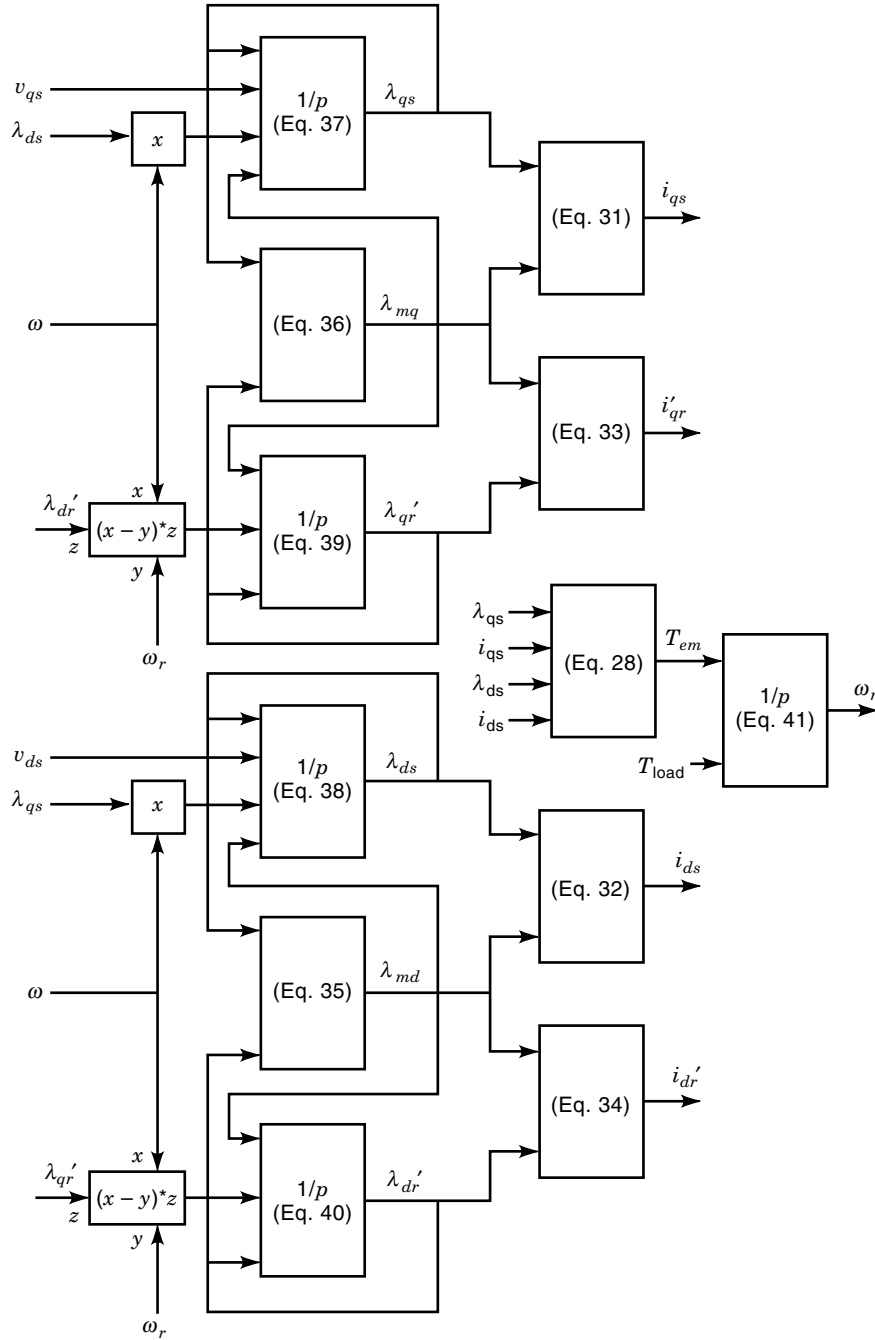 v_qs
λ_ds
x
1/p
(Eq. 37)
λ_qs
(Eq. 31)
i_qs
ω
(Eq. 36)
λ_mq
(Eq. 33)
i′_qr
λ_dr′
z
x
(x – y)*z
y
ω_r
1/p
(Eq. 39)
λ_qr′
λ_qs
i_qs
λ_ds
i_ds
(Eq. 28)
T_em
T_load
1/p
(Eq. 41)
ω_r
v_ds
λ_qs
x
1/p
(Eq. 38)
λ_ds
(Eq. 32)
i_ds
ω
(Eq. 35)
λ_md
(Eq. 34)
i_dr′
λ_qr′
z
x
(x – y)*z
y
ω_r
1/p
(Eq. 40)
λ_dr′